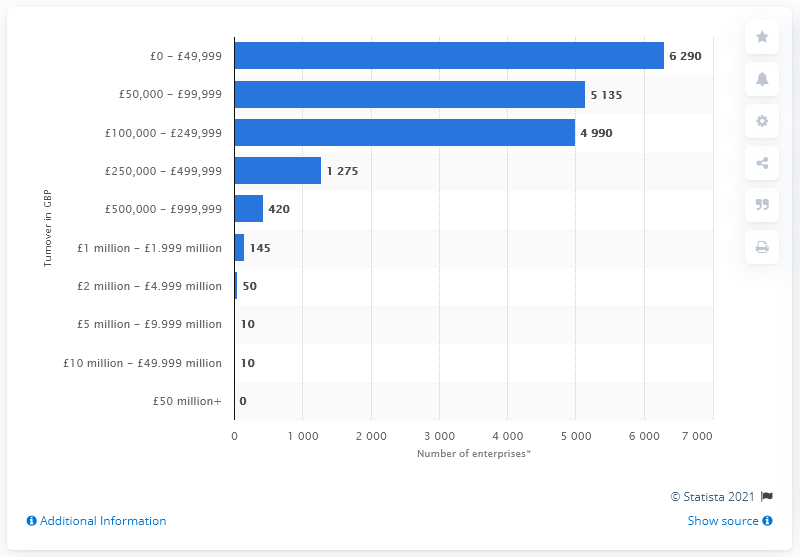 £0 – £49,999 6 290
£50,000 – £99,999 5 135
£100,000 – £249,999 4 990
£250,000 – £499,999 1 275
£500,000 – £999,999 420
£1 million – £1.999 million 145
£2 million – £4.999 million 50
£5 million – £9.999 million 10
£10 million – £49.999 million 10
£50 million+ 0
Turnover in GBP
0 1 000 2 000 3 000 4 000 5 000 6 000 7 000
Number of enterprises*
© Statista 2021
Additional Information
Show source